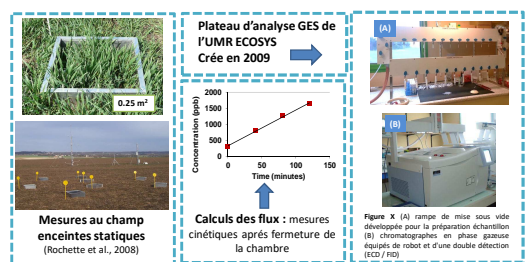 0.25 m²
Mesures au champ
enceintes statiques
(Rochette et al., 2008)
Plateau d'analyse GES de
l'UMR ECOSYS
Crée en 2009
Concentration (ppb)
2000
1500
1000
500
0
0
50
100
150
Time (minutes)
Calculs des flux : mesures
cinétiques aprés fermeture de
la chambre
(A)
(B)
Figure X (A) rampe de mise sous vide
développée pour la préparation échantillon
(B) chromatographes en phase gazeuse
équipés de robot et d'une double détection
(ECD / FID)